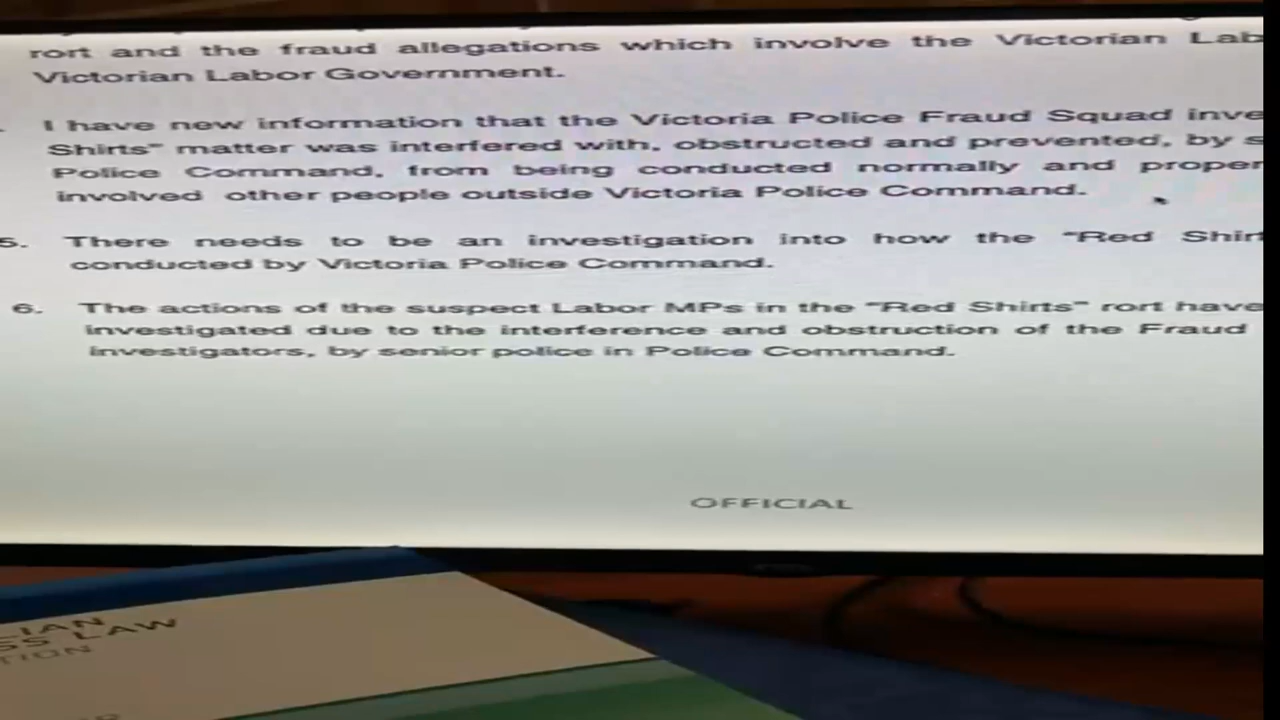 rort and the fraud allegations which involve the Victorian Lab
Victorian Labor Government.
I have new information that the Victoria Police Fraud Squad inve
Shirts" matter was interfered with, obstructed and prevented, by s
Police Command, from being conducted normally and proper
involved other people outside Victoria Police Command.
5. There needs to be an investigation into how the "Red Shir
conducted by Victoria Police Command.
6. The actions of the suspect Labor MPs in the "Red Shirts" rort have
investigated due to the interference and obstruction of the Fraud
investigators, by senior police in Police Command.
OFFICIAL
LIAN
SS LAW
TION